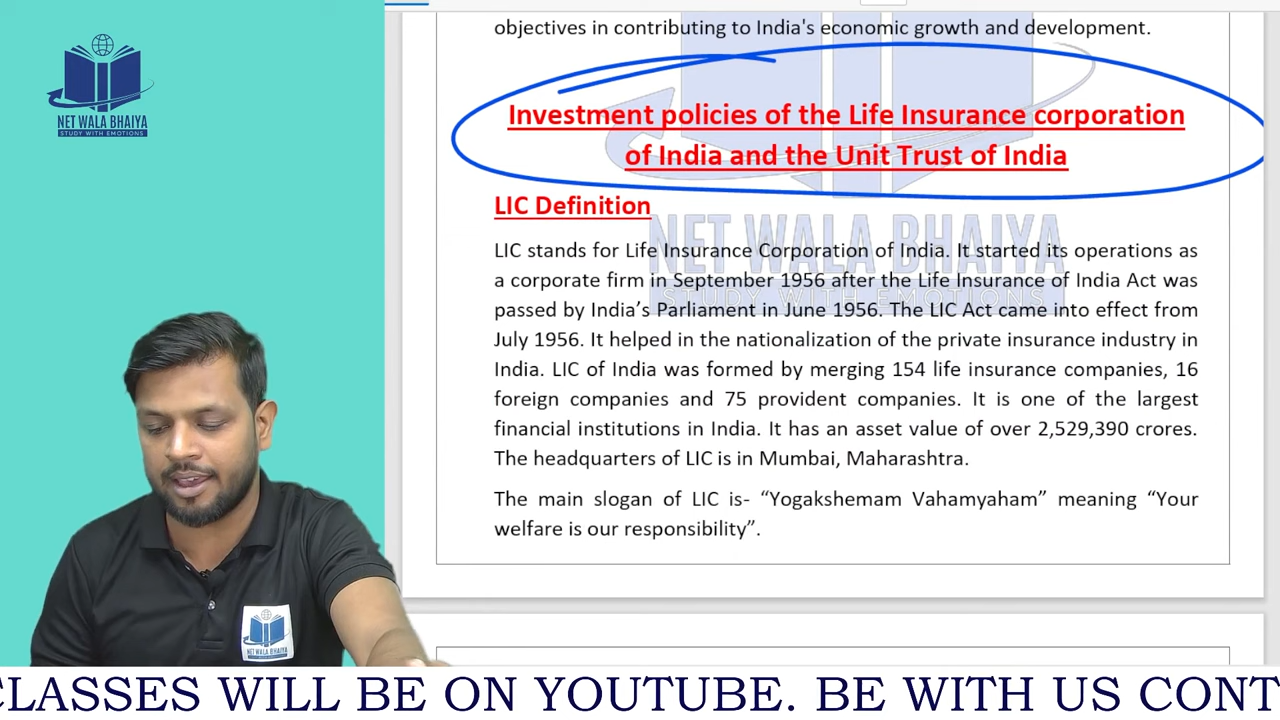 NET WALA BHAIYA
STUDY WITH EMOTIONS
objectives in contributing to India's economic growth and development.
Investment policies of the Life Insurance corporation
of India and the Unit Trust of India
LIC Definition
LIC stands for Life Insurance Corporation of India. It started its operations as
a corporate firm in September 1956 after the Life Insurance of India Act was
passed by India’s Parliament in June 1956. The LIC Act came into effect from
July 1956. It helped in the nationalization of the private insurance industry in
India. LIC of India was formed by merging 154 life insurance companies, 16
foreign companies and 75 provident companies. It is one of the largest
financial institutions in India. It has an asset value of over 2,529,390 crores.
The headquarters of LIC is in Mumbai, Maharashtra.
The main slogan of LIC is- “Yogakshemam Vahamyaham” meaning “Your
welfare is our responsibility”.
NET WALA BHAIYA
STUDY WITH EMOTIONS
NET WALA BHAIYA
CLASSES WILL BE ON YOUTUBE. BE WITH US CONT